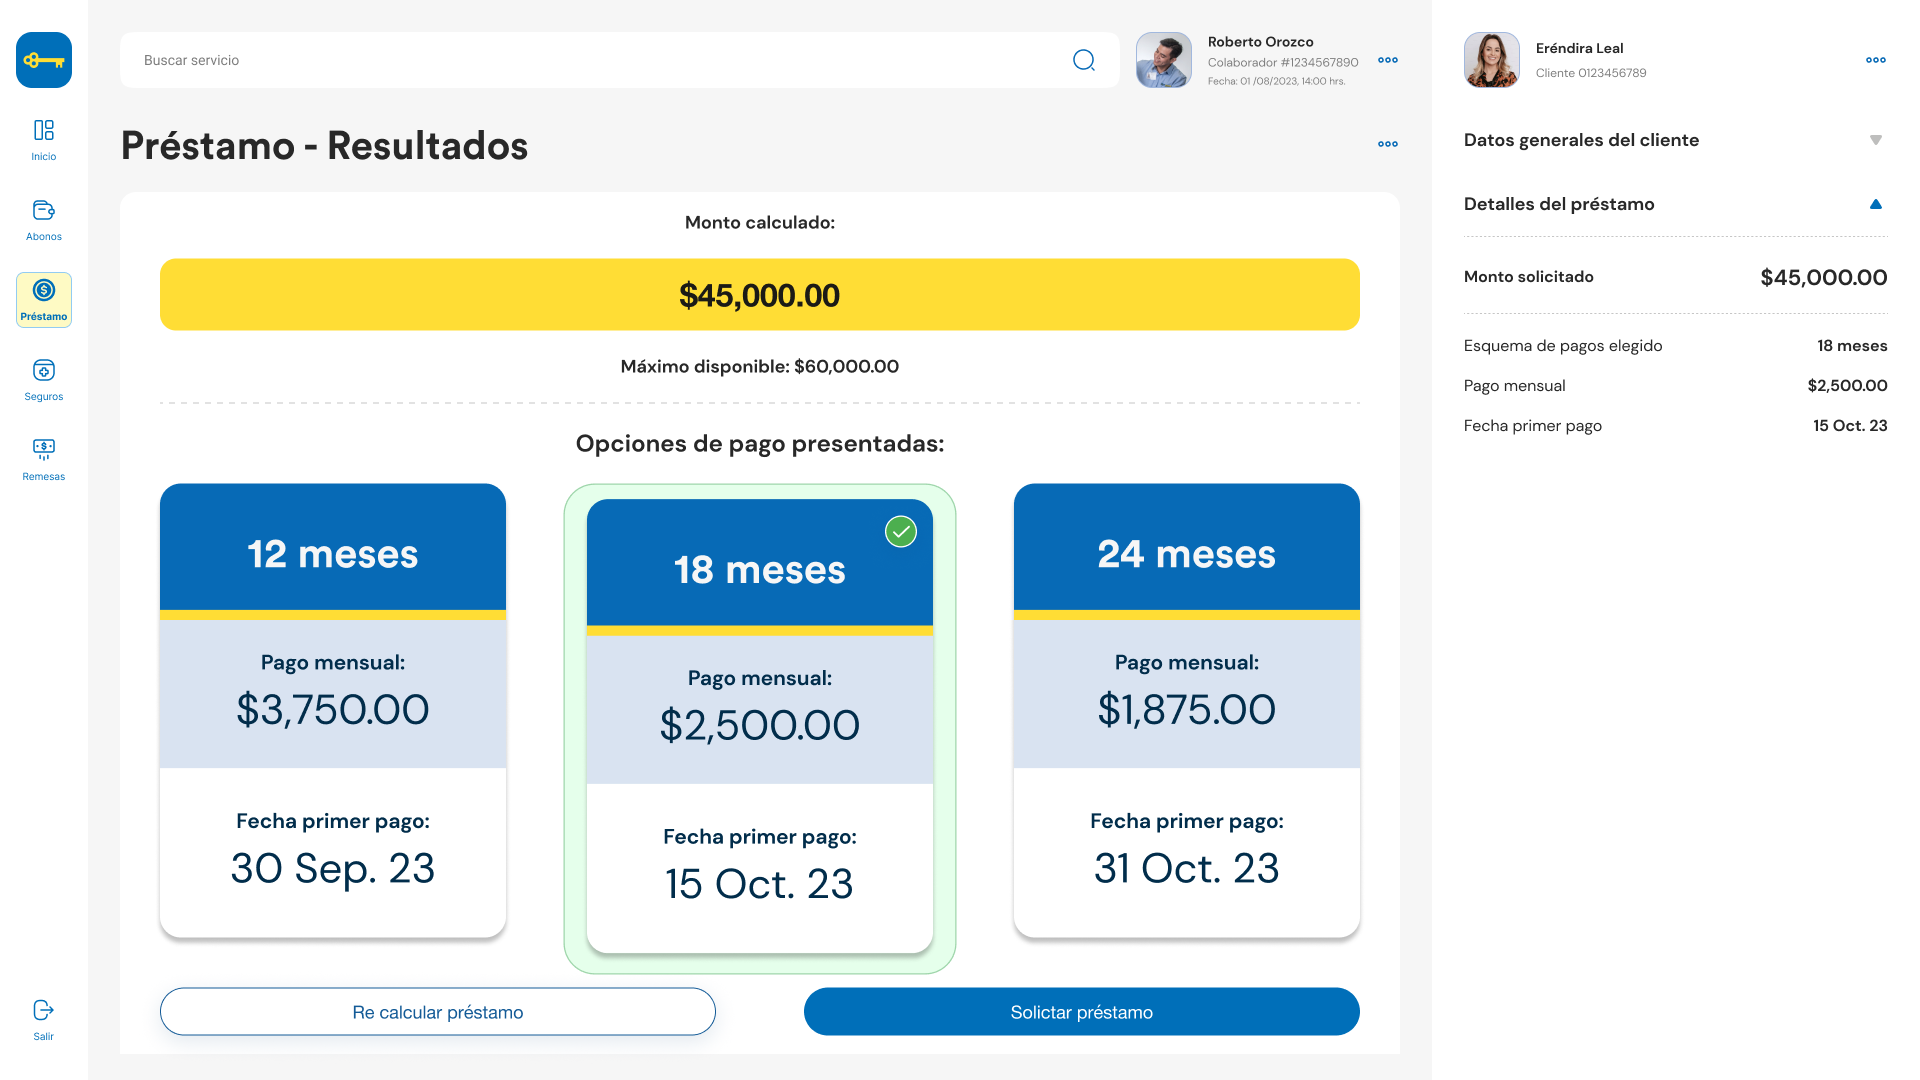 Inicio
Abonos
Préstamo
Seguros
Remesas
Salir
Buscar servicio
Roberto Orozco
Colaborador #1234567890
Fecha: 01 /08/2023, 14:00 hrs.
Préstamo - Resultados
Monto calculado:
$45,000.00
Máximo disponible: $60,000.00
Opciones de pago presentadas:
12 meses
Pago mensual:
$3,750.00
Fecha primer pago:
30 Sep. 23
18 meses
Pago mensual:
$2,500.00
Fecha primer pago:
15 Oct. 23
24 meses
Pago mensual:
$1,875.00
Fecha primer pago:
31 Oct. 23
Re calcular préstamo
Solictar préstamo
Eréndira Leal
Cliente 0123456789
Datos generales del cliente
Detalles del préstamo
Monto solicitado $45,000.00
Esquema de pagos elegido 18 meses
Pago mensual $2,500.00
Fecha primer pago 15 Oct. 23